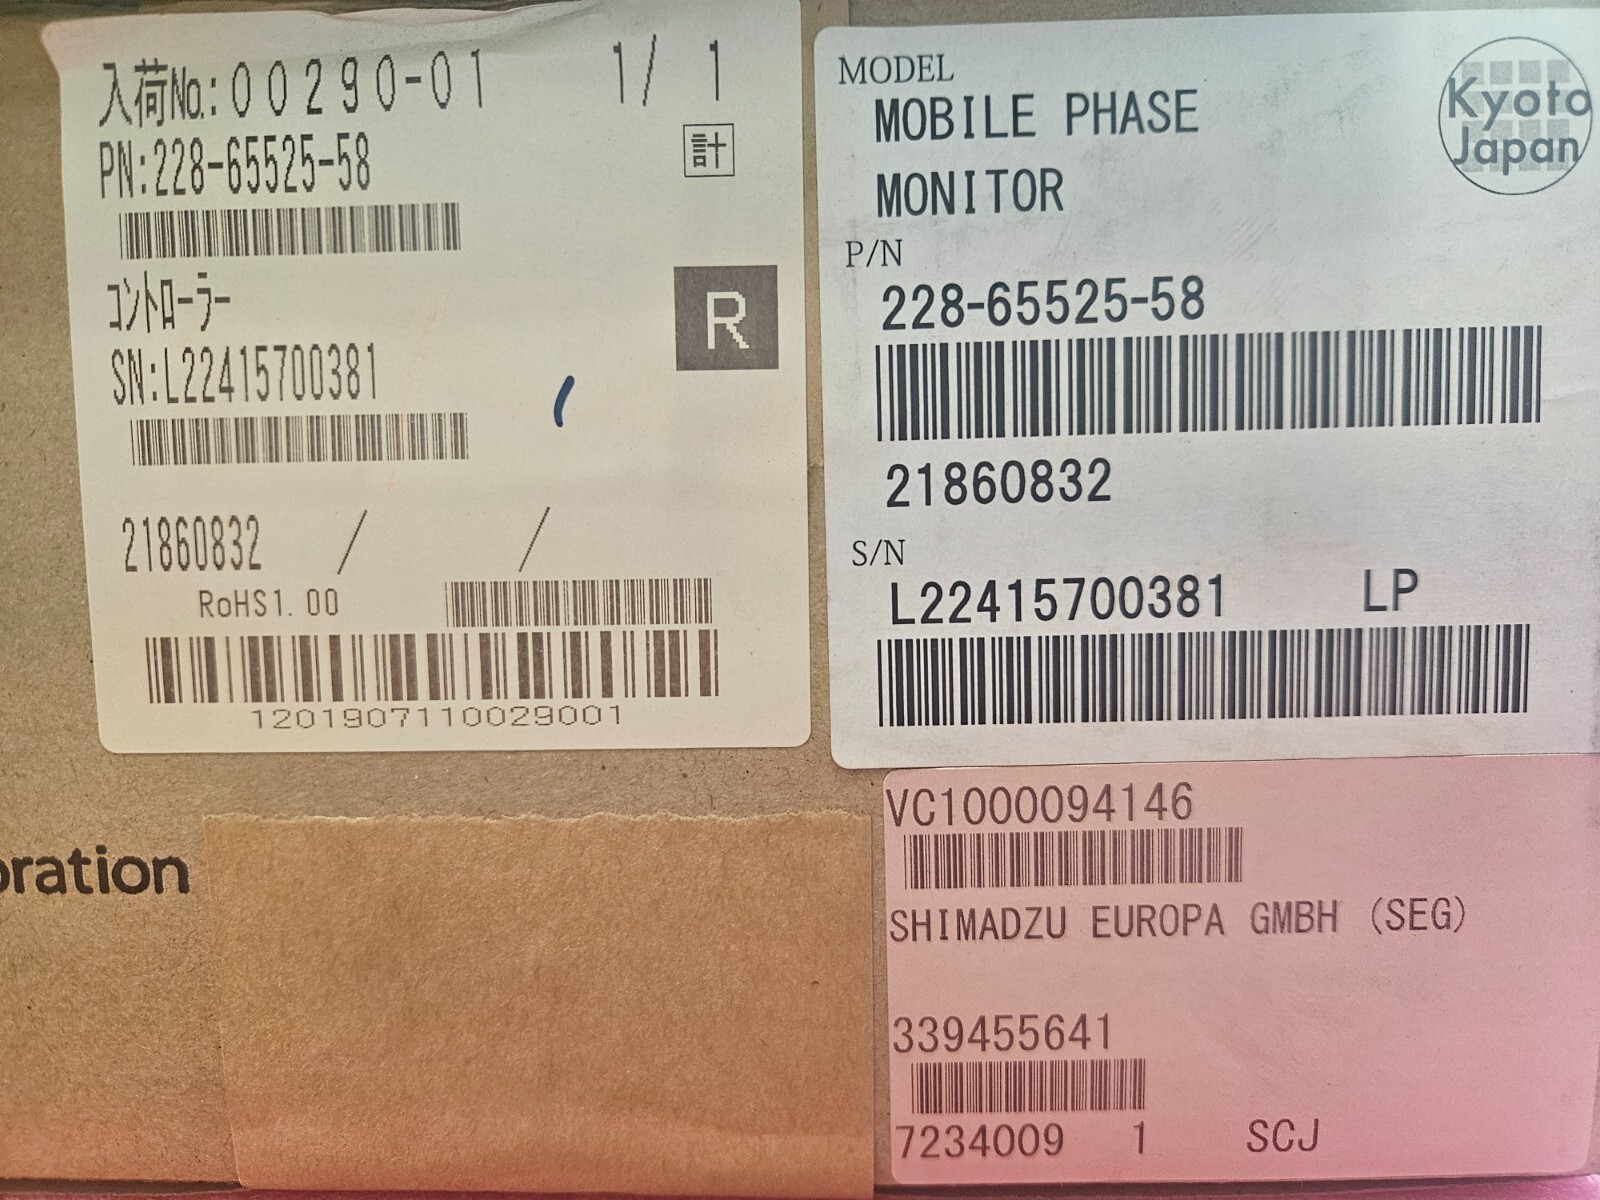 入荷No.:00290-01 1/ 1
PN:228-65525-58
計
コントローラー
R
SN:L22415700381
21860832 / /
RoHS1.00
1201907110029001
MODEL
MOBILE PHASE
MONITOR
Kyoto
Japan
P/N
228-65525-58
21860832
S/N
L22415700381 LP
oration
VC1000094146
SHIMADZU EUROPA GMBH (SEG)
339455641
7234009 1 SCJ